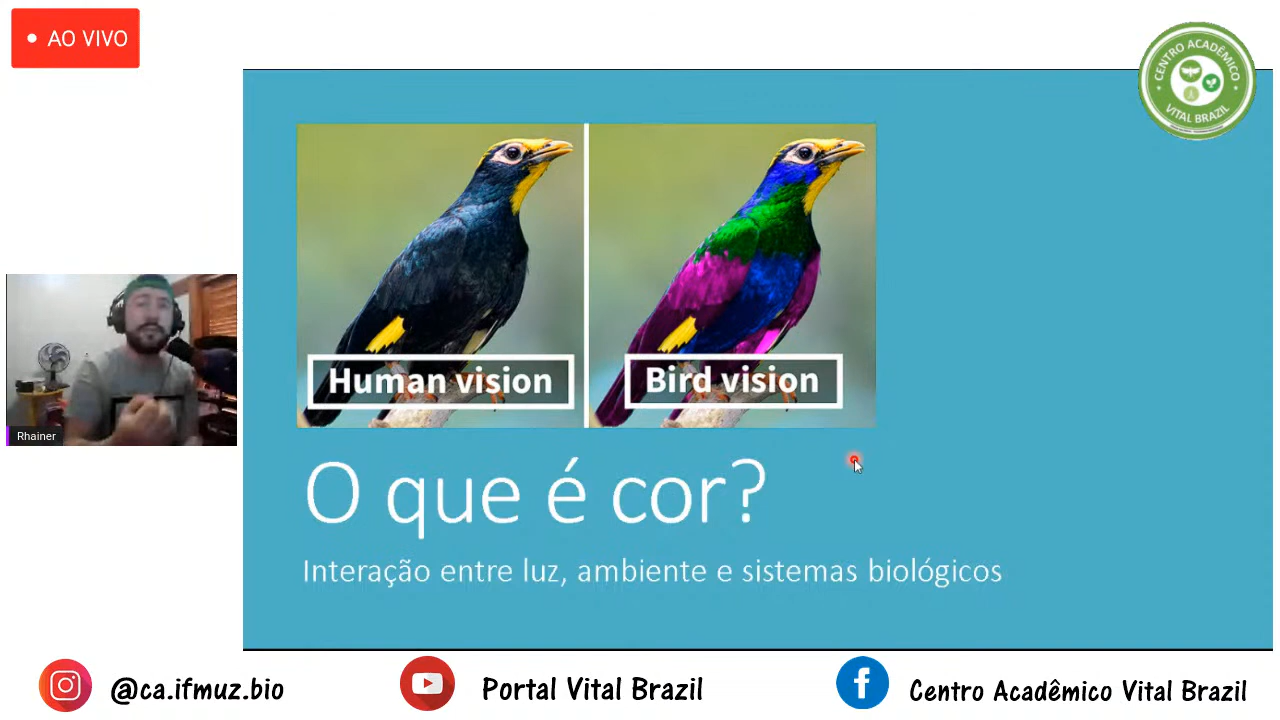 • AO VIVO
CENTRO ACADÊMICO
VITAL BRAZIL
Human vision
Bird vision
Rhainer
O que é cor?
Interação entre luz, ambiente e sistemas biológicos
@ca.ifmuz.bio
Portal Vital Brazil
Centro Acadêmico Vital Brazil